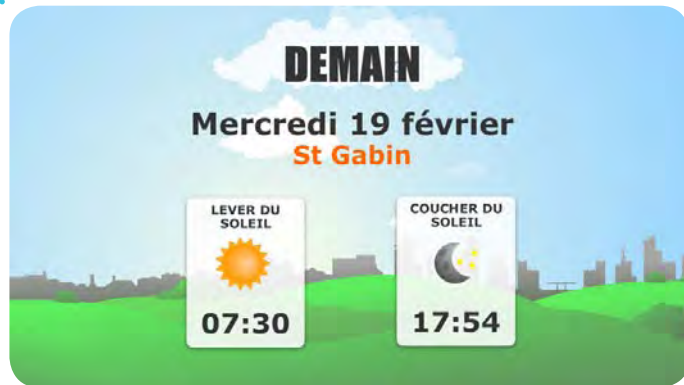 DEMAIN
Mercredi 19 février
St Gabin
LEVER DU
SOLEIL
07:30
COUCHER DU
SOLEIL
17:54